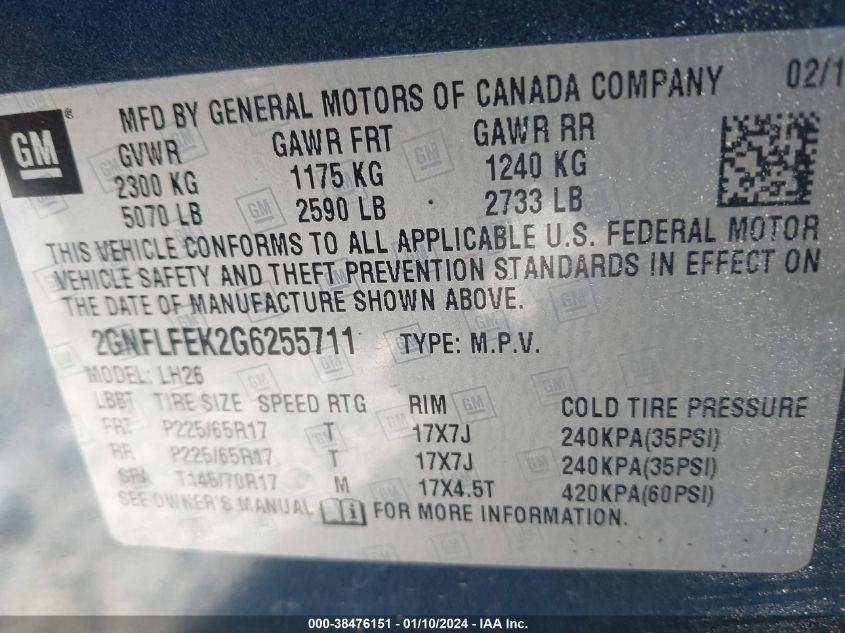 MFD BY GENERAL MOTORS OF CANADA COMPANY 02/1
GM ®
GVWR GAWR FRT GAWR RR
2300 KG 1175 KG 1240 KG
5070 LB 2590 LB 2733 LB
THIS VEHICLE CONFORMS TO ALL APPLICABLE U.S. FEDERAL MOTOR
VEHICLE SAFETY AND THEFT PREVENTION STANDARDS IN EFFECT ON
THE DATE OF MANUFACTURE SHOWN ABOVE.
2GNFLFEK2G6255711 TYPE: M.P.V.
MODEL: LH26
LBBT TIRE SIZE SPEED RTG RIM COLD TIRE PRESSURE
FRT P225/65R17 T 17X7J 240KPA(35PSI)
RR P225/65R17 T 17X7J 240KPA(35PSI)
SPA T145/70R17 M 17X4.5T 420KPA(60PSI)
SEE OWNER'S MANUAL FOR MORE INFORMATION.
000-38476151 — 01/10/2024 — IAAI, Inc.